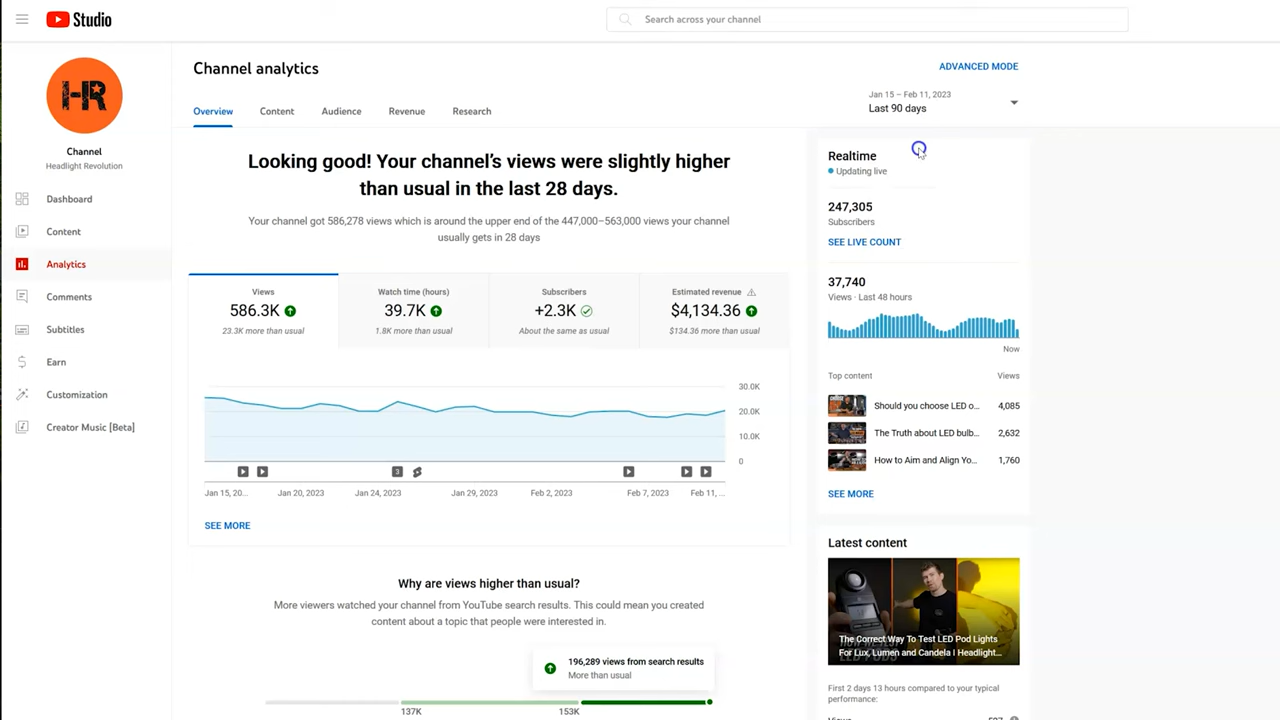 Studio
Search across your channel
Channel analytics
ADVANCED MODE
Jan 15 – Feb 11, 2023
Last 90 days
Overview
Content
Audience
Revenue
Research
HR
Channel
Headlight Revolution
Dashboard
Content
Analytics
Comments
Subtitles
Earn
Customization
Creator Music [Beta]
Looking good! Your channel's views were slightly higher
than usual in the last 28 days.
Your channel got 586,278 views which is around the upper end of the 447,000–563,000 views your channel
usually gets in 28 days
Views
586.3K
23.3K more than usual
Watch time (hours)
39.7K
1.8K more than usual
Subscribers
+2.3K
About the same as usual
Estimated revenue
$4,134.36
$134.36 more than usual
30.0K
20.0K
10.0K
0
3
Jan 15, 20...
Jan 20, 2023
Jan 24, 2023
Jan 29, 2023
Feb 2, 2023
Feb 7, 2023
Feb 11, ...
SEE MORE
Why are views higher than usual?
More viewers watched your channel from YouTube search results. This could mean you created
content about a topic that people were interested in.
196,289 views from search results
More than usual
137K
153K
Realtime
Updating live
247,305
Subscribers
SEE LIVE COUNT
37,740
Views · Last 48 hours
Now
Top content
Views
Should you choose LED o...
4,085
The Truth about LED bulb...
2,632
How to Aim and Align Yo...
1,760
SEE MORE
Latest content
The Correct Way To Test LED Pod Lights
For Lux, Lumen and Candela I Headlight...
First 2 days 13 hours compared to your typical
performance: